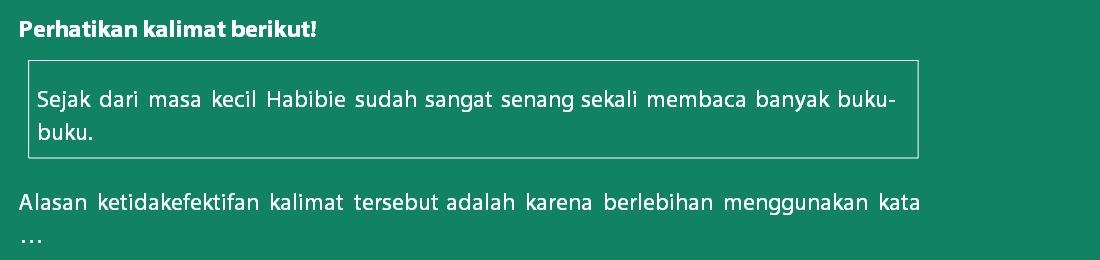 Perhatikan kalimat berikut!
Sejak dari masa kecil Habibie sudah sangat senang sekali membaca banyak buku-
buku.
Alasan ketidakefektifan kalimat tersebut adalah karena berlebihan menggunakan kata
...